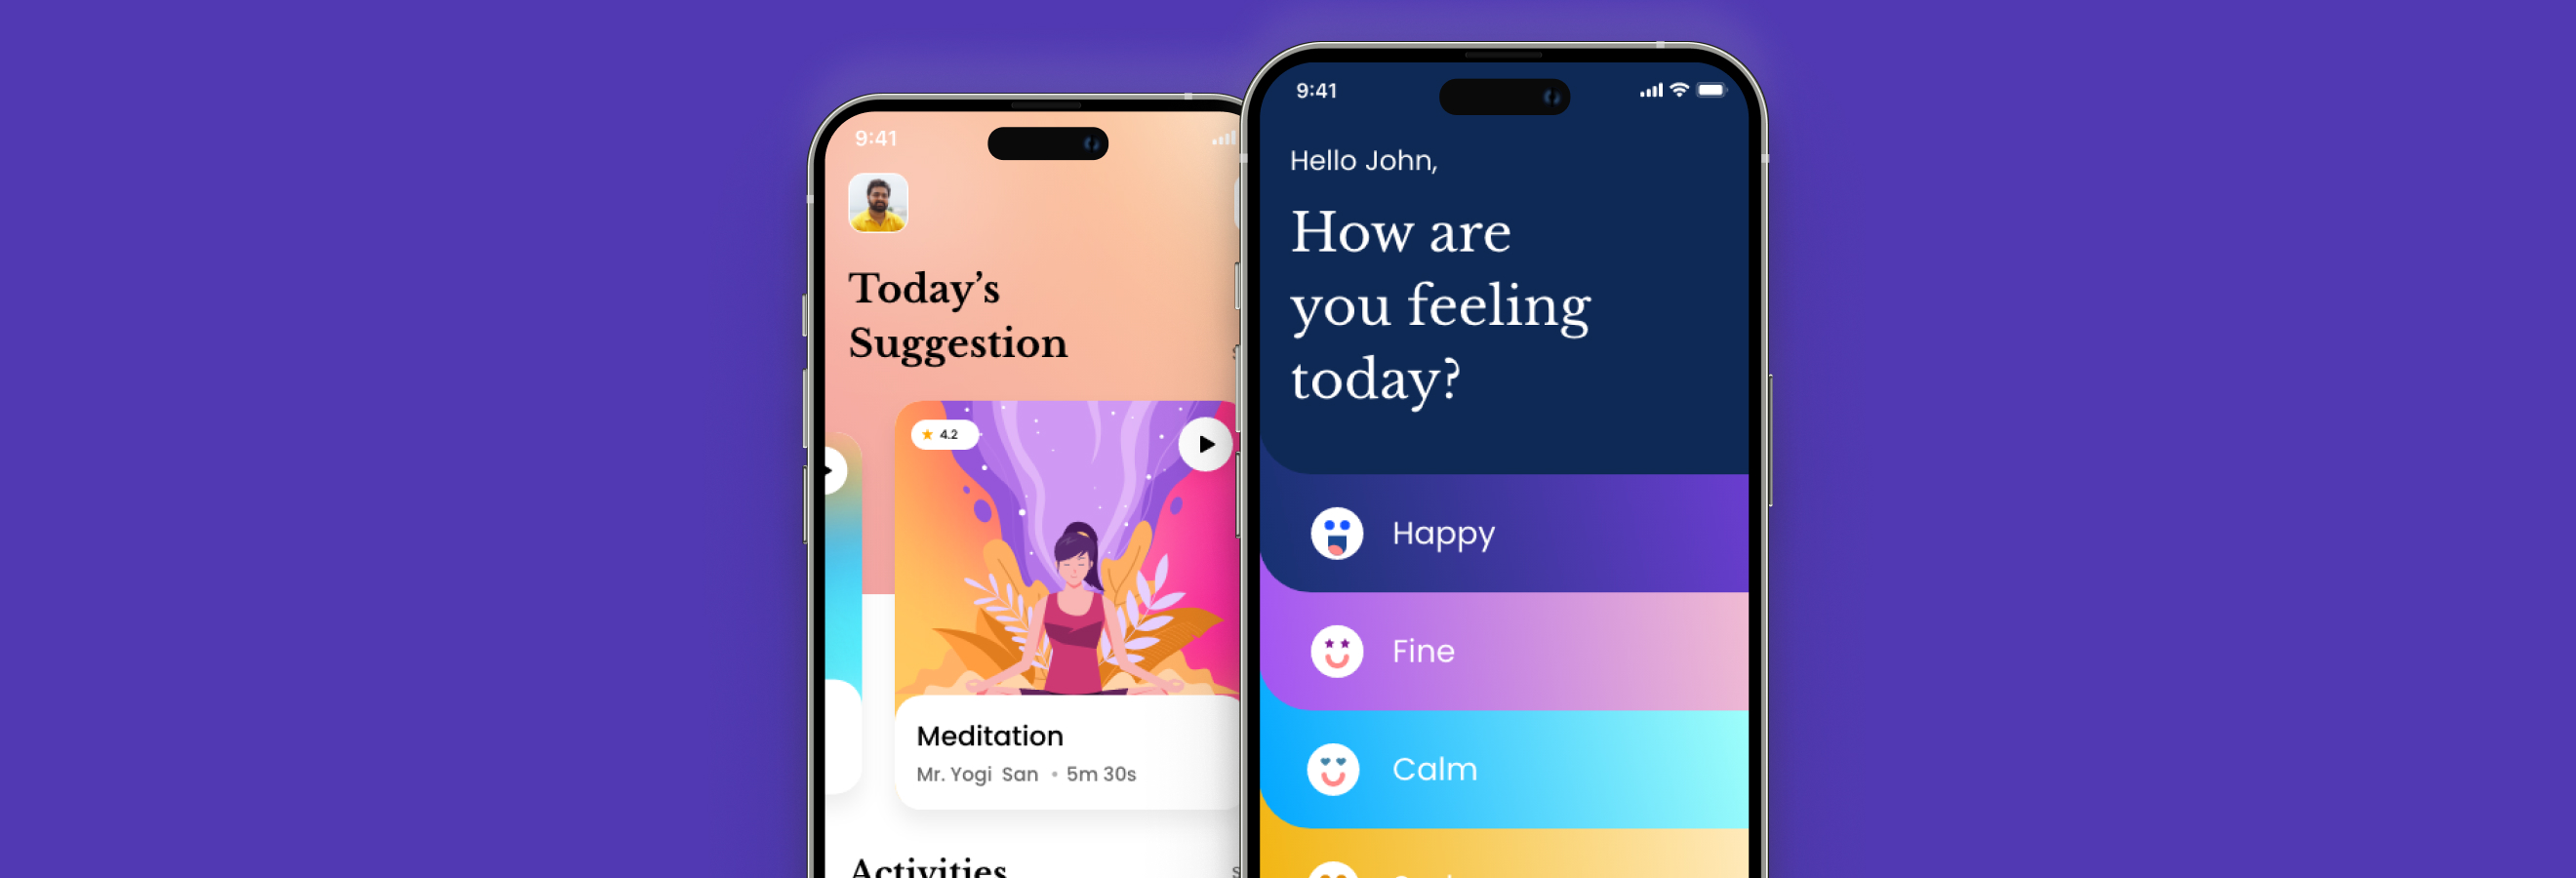 9:41
Today’s
Suggestion
4.2
Meditation
Mr. Yogi San • 5m 30s
Activities
9:41
Hello John,
How are
you feeling
today?
Happy
Fine
Calm